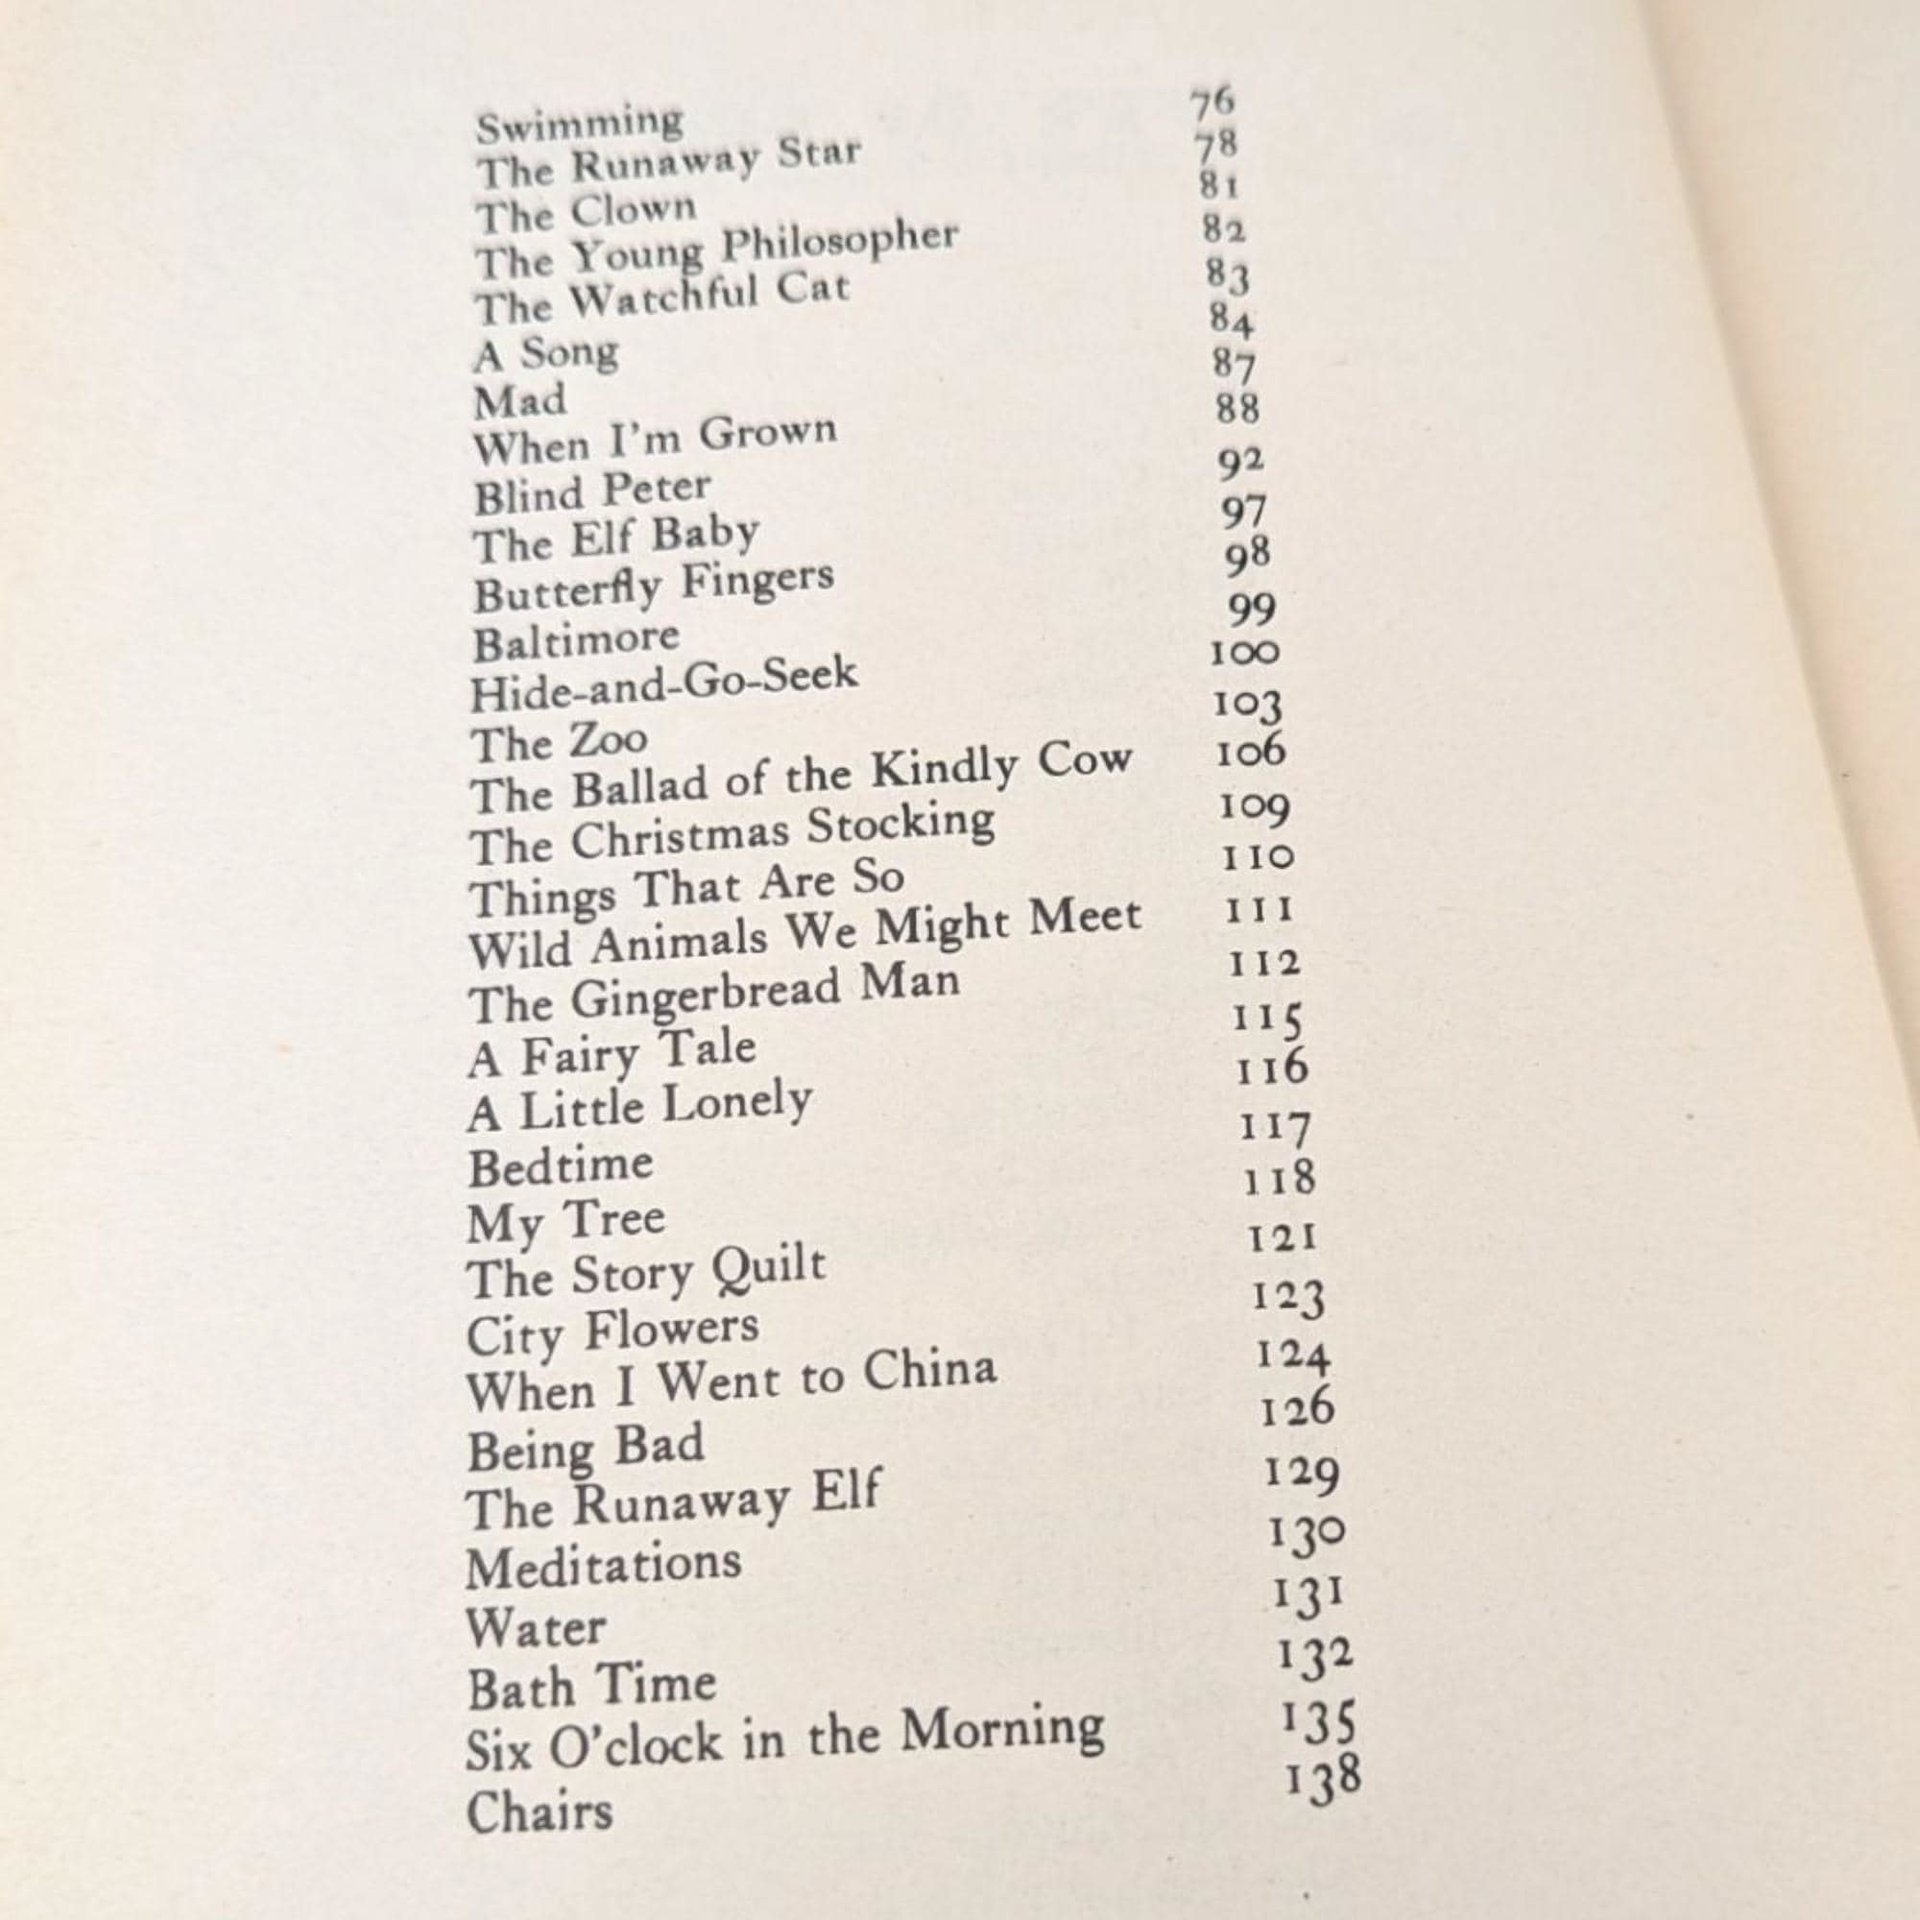 Swimming 76
The Runaway Star 78
The Clown 81
The Young Philosopher 82
The Watchful Cat 83
A Song 84
Mad 87
When I'm Grown 88
Blind Peter 92
The Elf Baby 97
Butterfly Fingers 98
Baltimore 99
Hide-and-Go-Seek 100
The Zoo 103
The Ballad of the Kindly Cow 106
The Christmas Stocking 109
Things That Are So 110
Wild Animals We Might Meet 111
The Gingerbread Man 112
A Fairy Tale 115
A Little Lonely 116
Bedtime 117
My Tree 118
The Story Quilt 121
City Flowers 123
When I Went to China 124
Being Bad 126
The Runaway Elf 129
Meditations 130
Water 131
Bath Time 132
Six O'clock in the Morning 135
Chairs 138